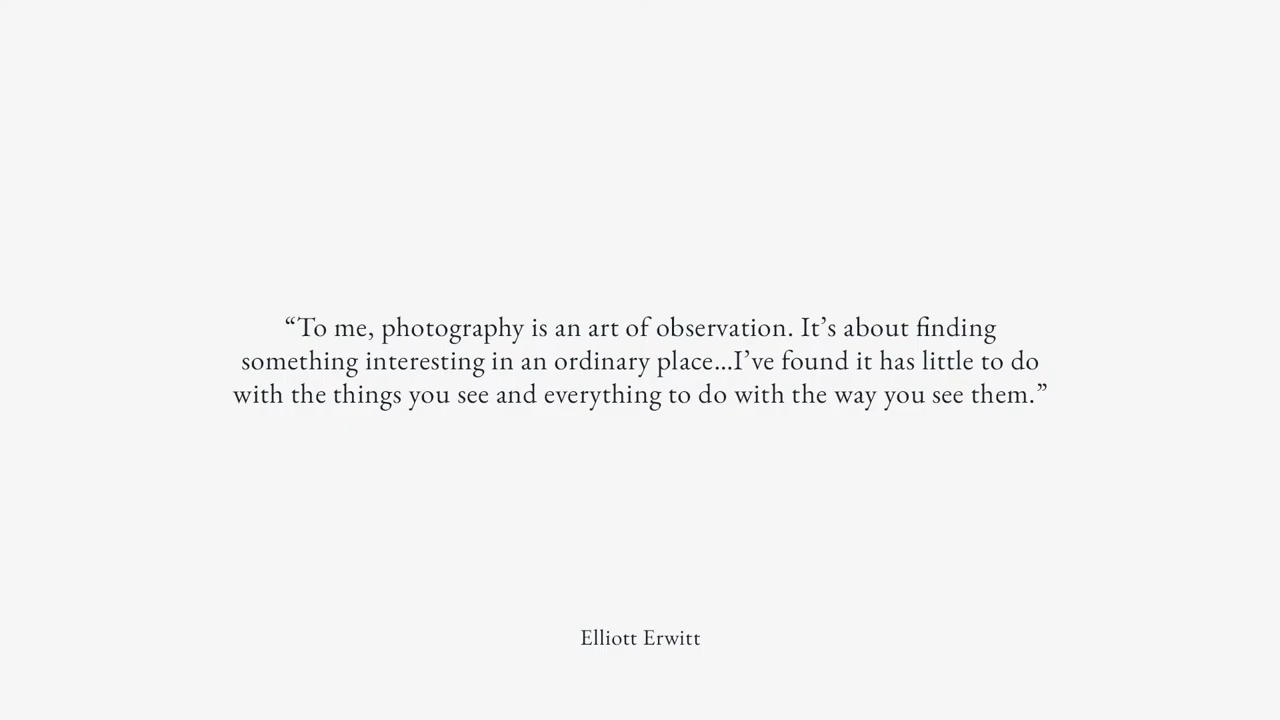 “To me, photography is an art of observation. It’s about finding
something interesting in an ordinary place...I’ve found it has little to do
with the things you see and everything to do with the way you see them.”
Elliott Erwitt